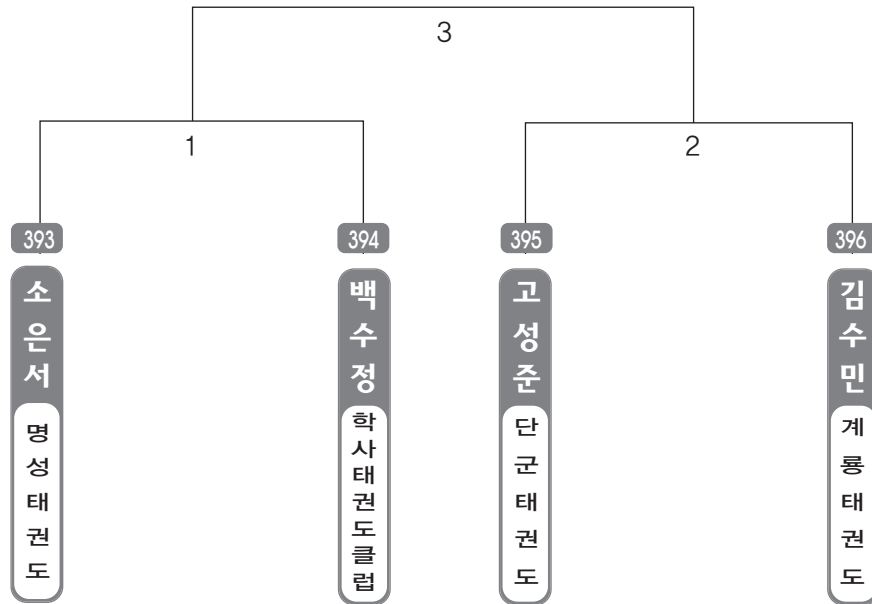 3
1
2
393
394
395
396
소은서
백수정
고성준
김수민
명성태권도
학사태권도클럽
단군태권도
계룡태권도